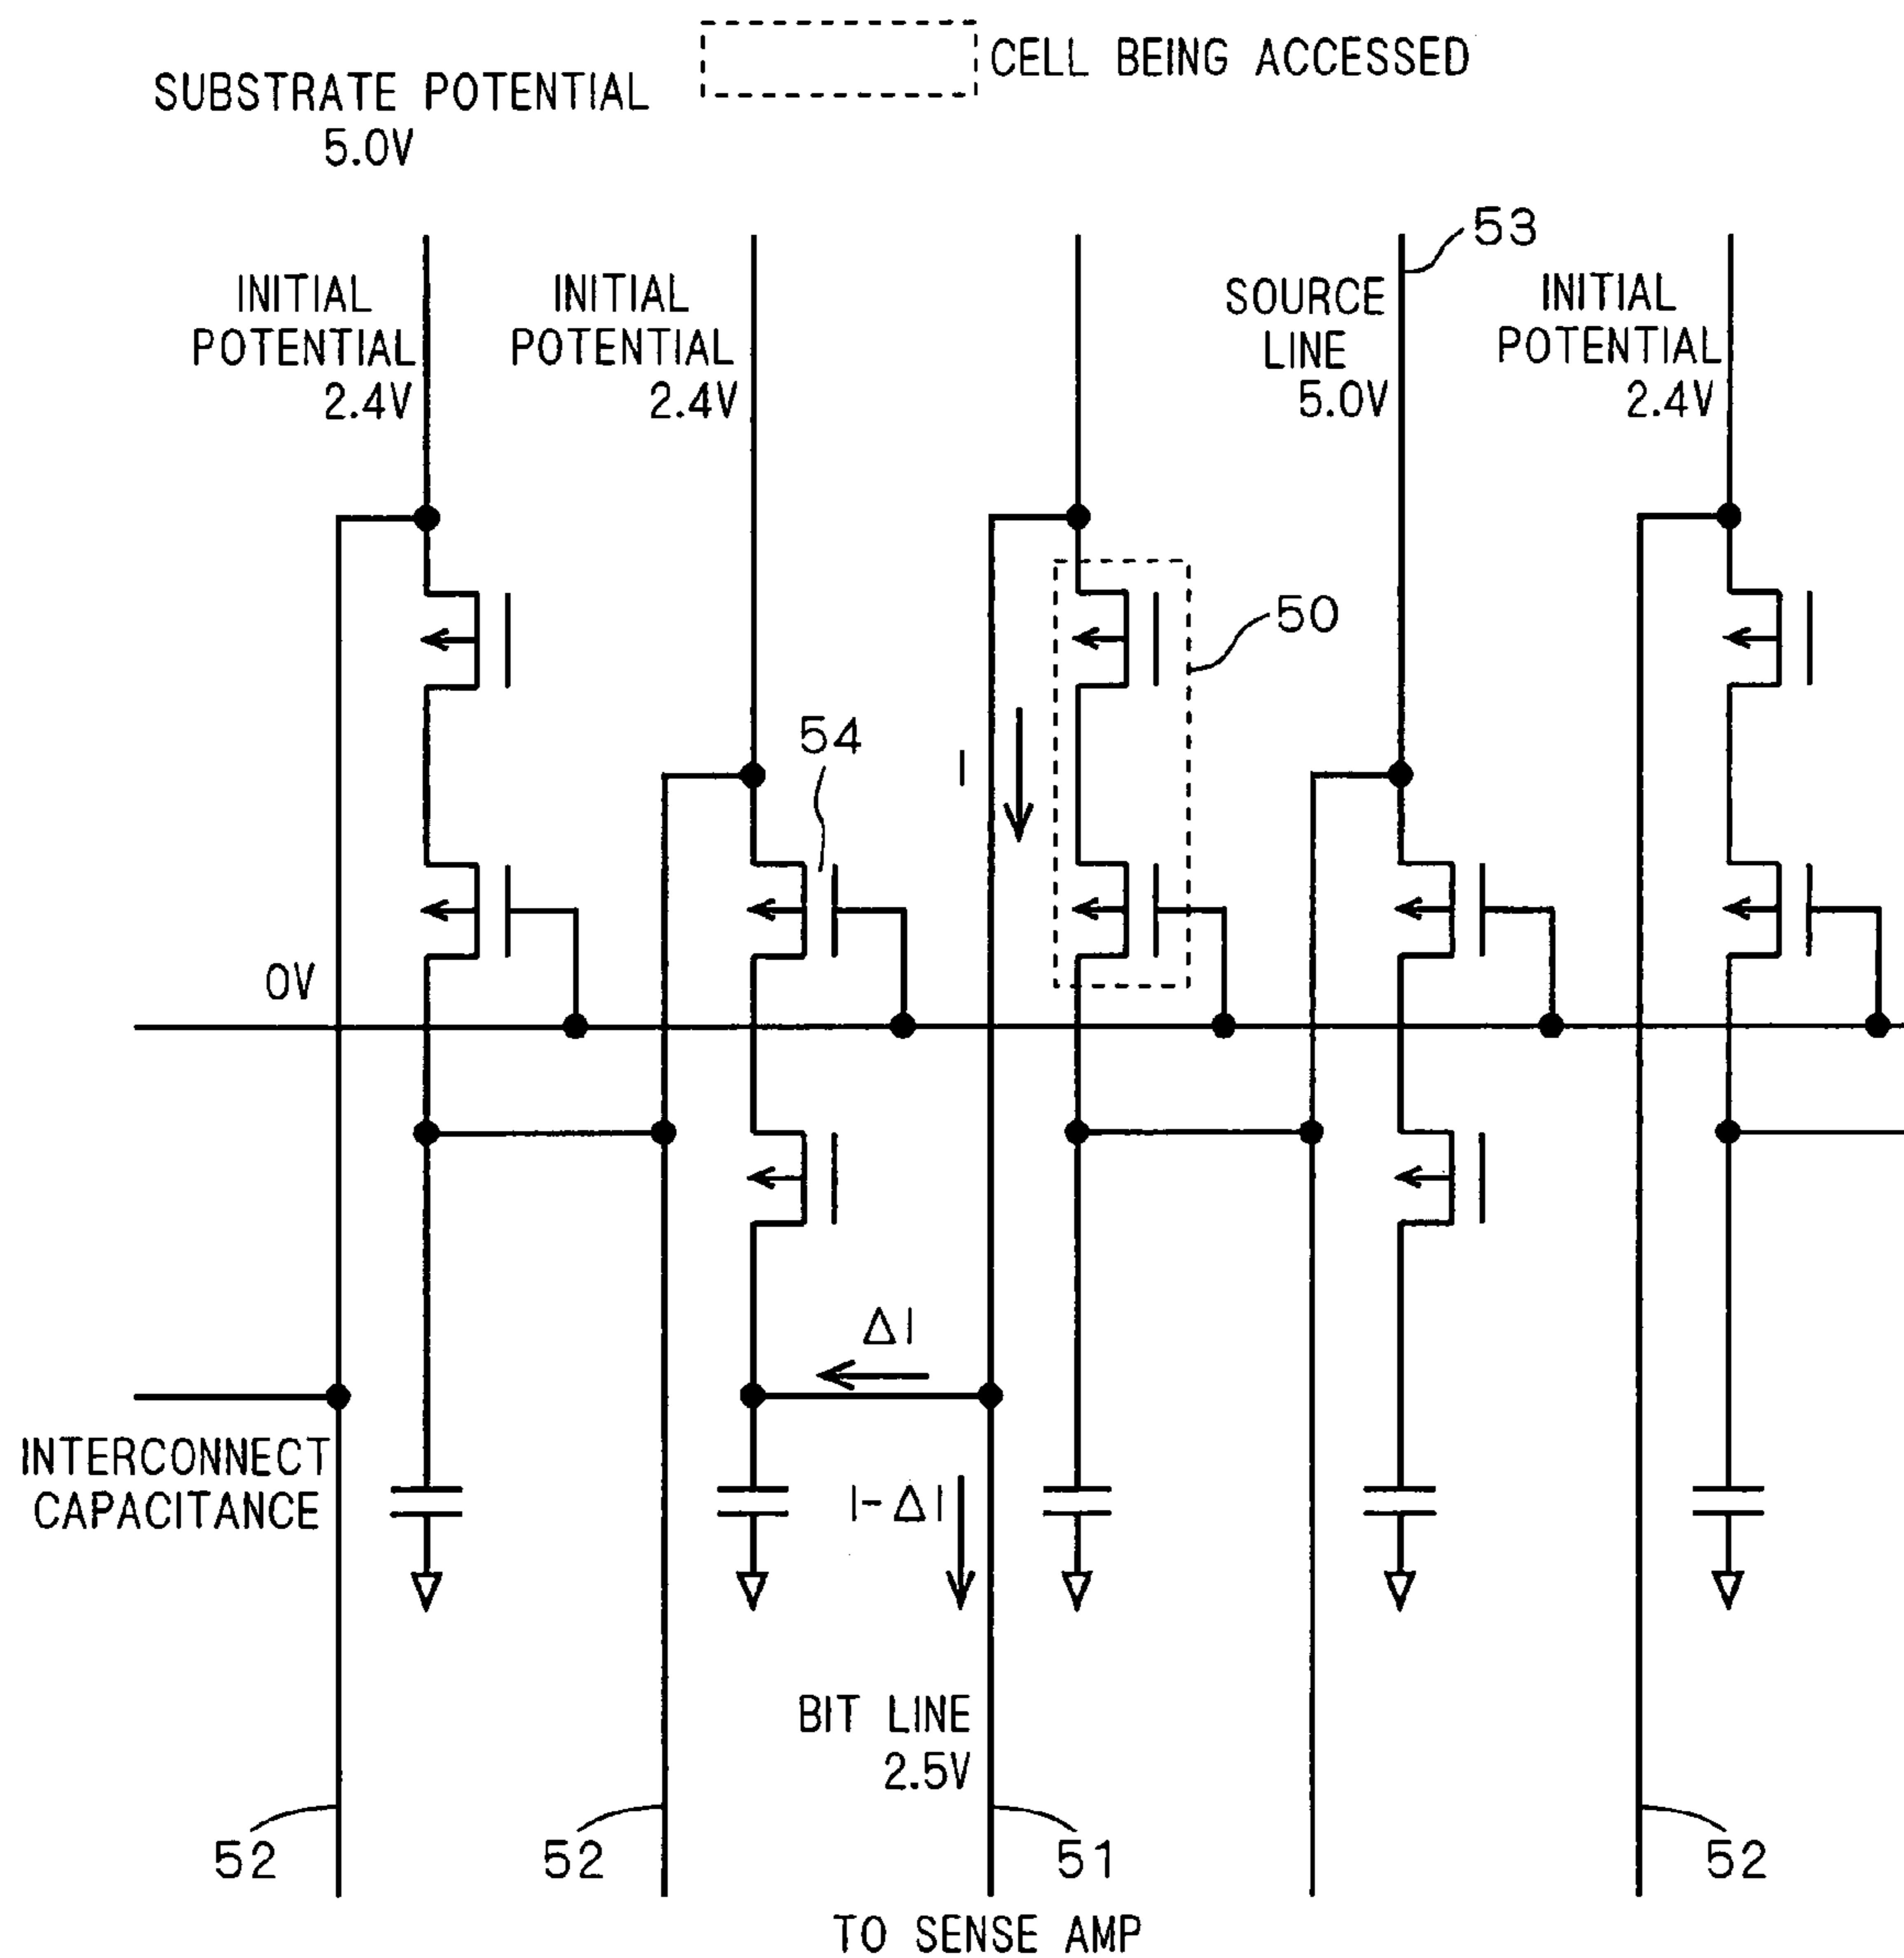 CELL BEING ACCESSED
SUBSTRATE POTENTIAL
5.0V
53
INITIAL
POTENTIAL
2.4V
INITIAL
POTENTIAL
2.4V
SOURCE
LINE
5.0V
INITIAL
POTENTIAL
2.4V
50
54
I
0V
ΔI
INTERCONNECT
CAPACITANCE
I-ΔI
BIT LINE
2.5V
52
52
51
52
TO SENSE AMP